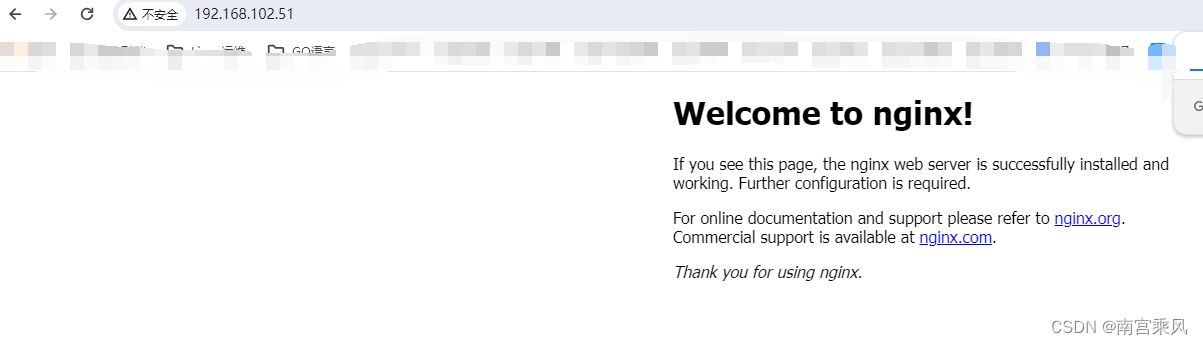 不安全 192.168.102.51
GO语言
Welcome to nginx!
If you see this page, the nginx web server is successfully installed and
working. Further configuration is required.
For online documentation and support please refer to nginx.org.
Commercial support is available at nginx.com.
Thank you for using nginx.
CSDN @南宫乘风